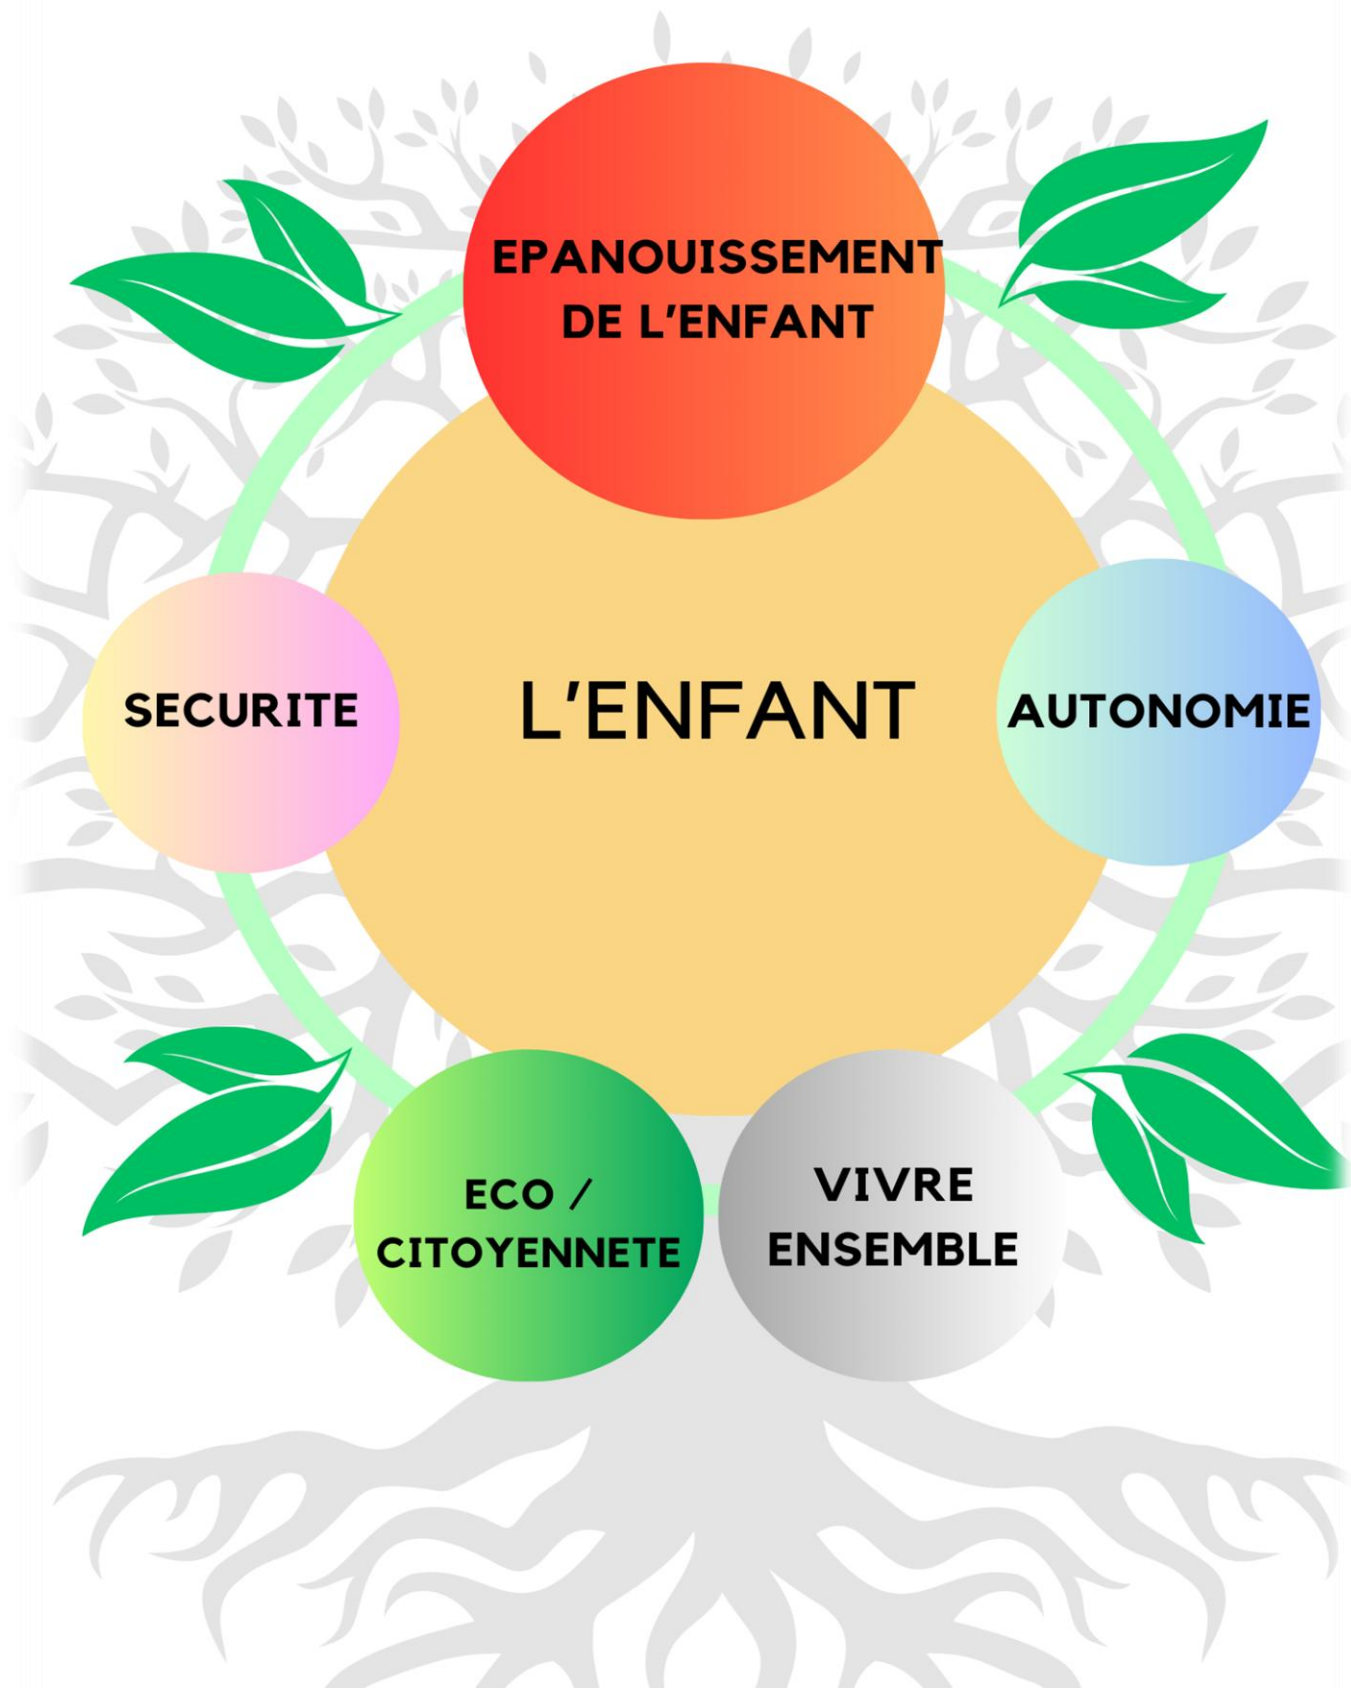 EPANOUISSEMENT
DE L'ENFANT
SECURITE
L'ENFANT
AUTONOMIE
ECO /
CITOYENNETE
VIVRE
ENSEMBLE